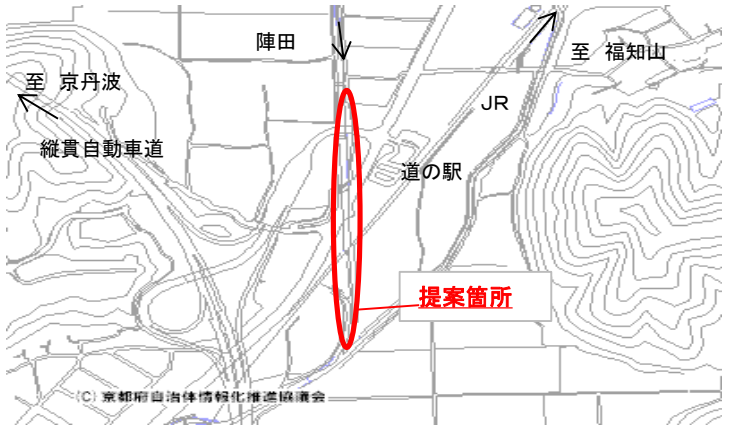 陣田
至 福知山
至 京丹波
JR
縦貫自動車道
道の駅
提案箇所
(C) 京都府自治体情報化推進協議会